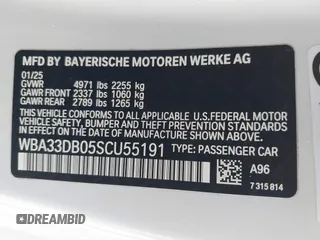 MFD BY BAYERISCHE MOTOREN WERKE AG
01/25
GVWR 4971 lbs 2255 kg
GAWR FRONT 2337 lbs 1060 kg
GAWR REAR 2789 lbs 1265 kg
THIS VEHICLE CONFORMS TO ALL APPLICABLE U.S.FEDERAL MOTOR
VEHICLE SAFETY, BUMPER, AND THEFT PREVENTION STANDARDS
IN EFFECT ON THE DATE OF MANUFACTURE SHOWN ABOVE.
WBA33DB05SCU55191 TYPE: PASSENGER CAR
A96
7 315 814
DEALER
AUCTION RECORDS